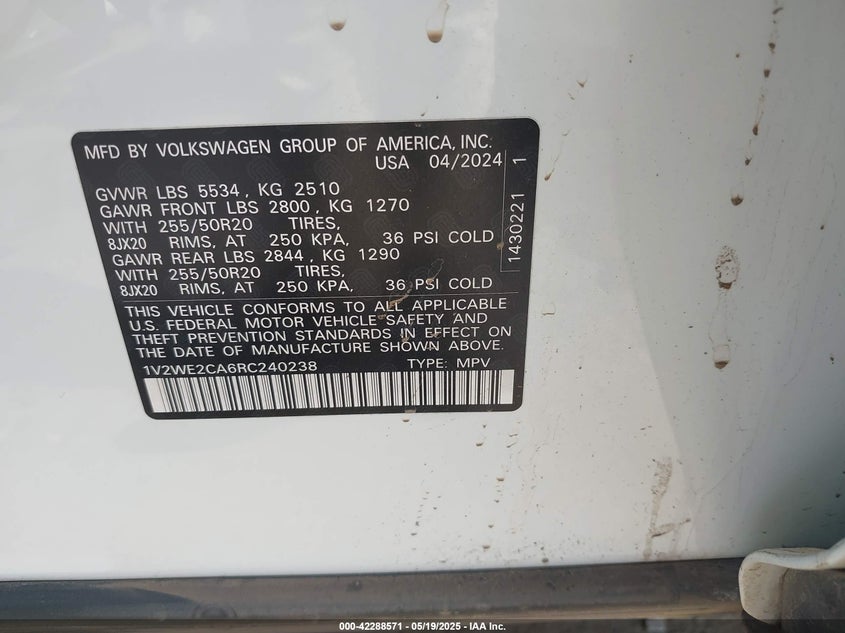 MFD BY VOLKSWAGEN GROUP OF AMERICA, INC.
USA 04/2024
GVWR LBS 5534, KG 2510
GAWR FRONT LBS 2800, KG 1270
WITH 255/50R20 TIRES,
8JX20 RIMS, AT 250 KPA, 36 PSI COLD
GAWR REAR LBS 2844, KG 1290
WITH 255/50R20 TIRES,
8JX20 RIMS, AT 250 KPA, 36 PSI COLD
1430221 1
THIS VEHICLE CONFORMS TO ALL APPLICABLE
U.S. FEDERAL MOTOR VEHICLE SAFETY AND
THEFT PREVENTION STANDARDS IN EFFECT ON
THE DATE OF MANUFACTURE SHOWN ABOVE.
1V2WE2CA6RC240238 TYPE: MPV
000-42288571 - 05/19/2025 - IAA Inc.